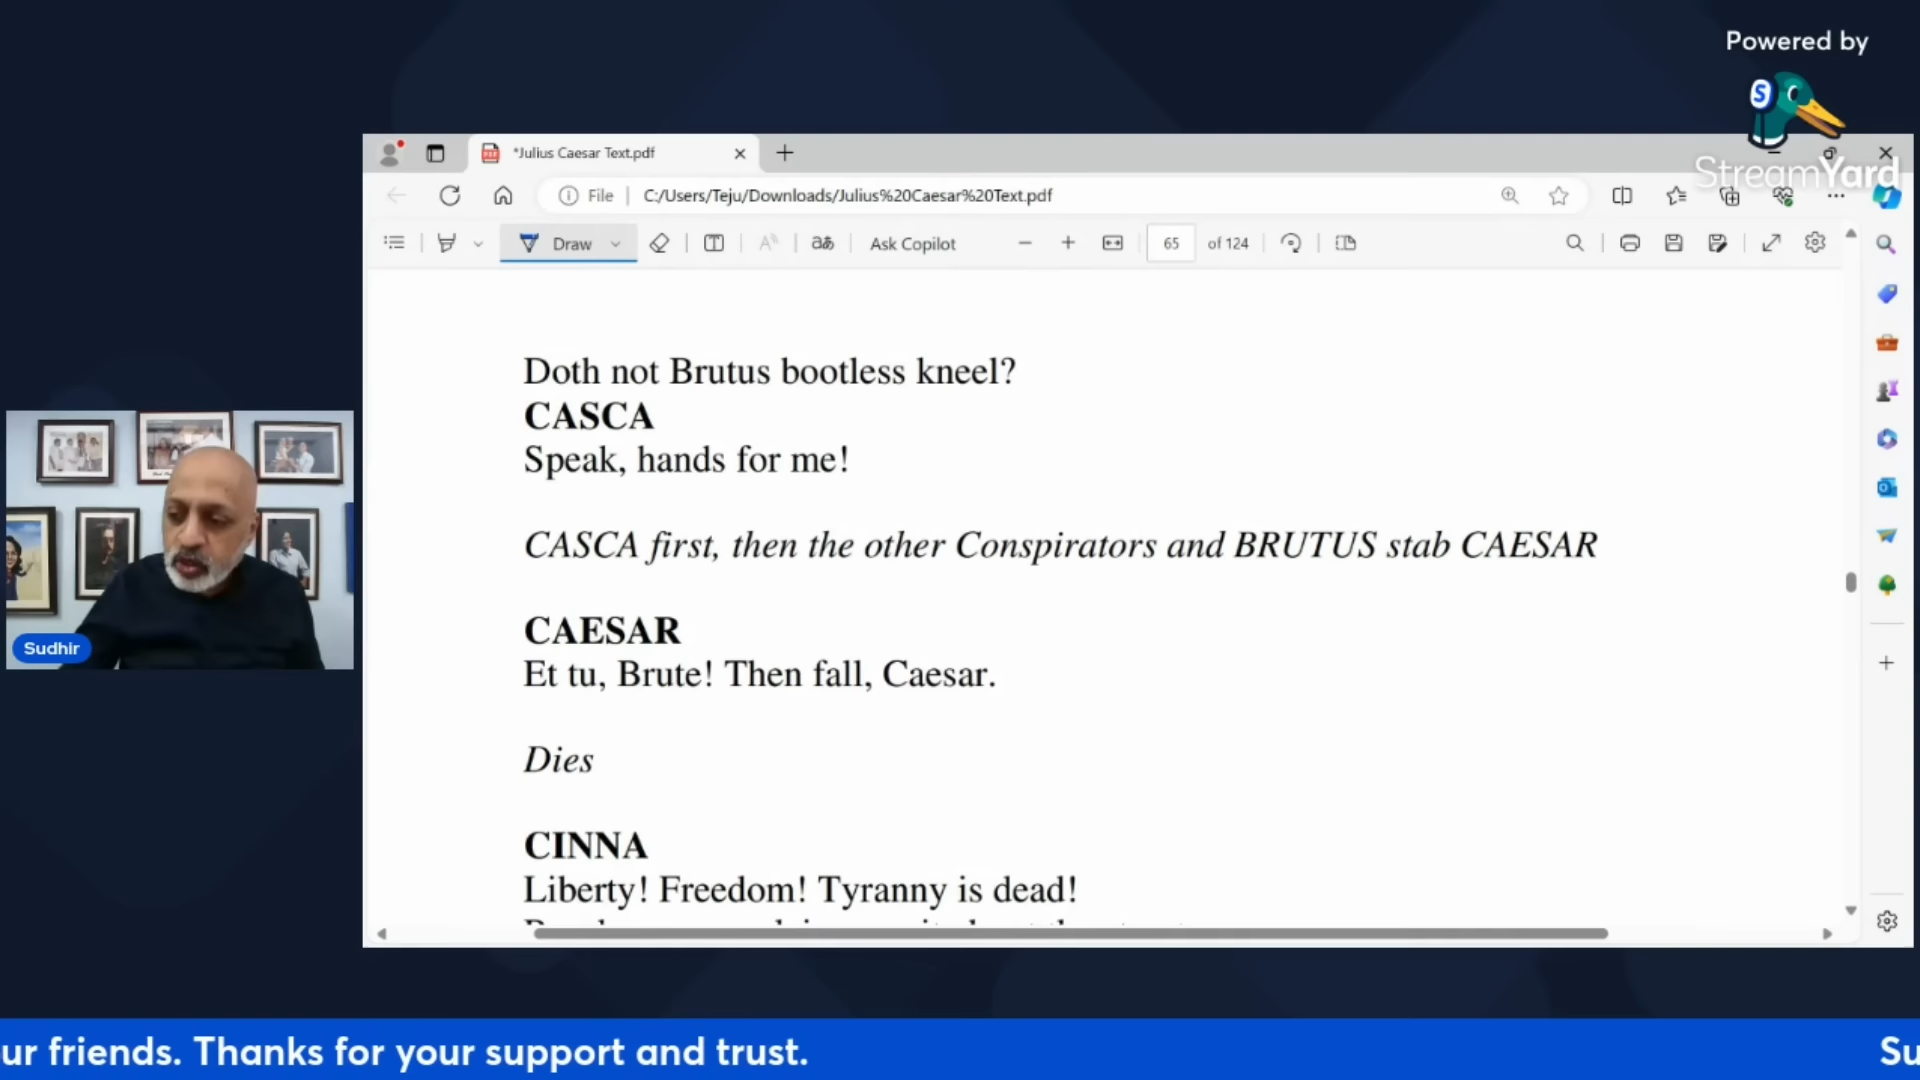 Powered by
StreamYard
*Julius Caesar Text.pdf
File
C:/Users/Teju/Downloads/Julius%20Caesar%20Text.pdf
Draw
Ask Copilot
65
of 124
Doth not Brutus bootless kneel?
CASCA
Speak, hands for me!
CASCA first, then the other Conspirators and BRUTUS stab CAESAR
CAESAR
Et tu, Brute! Then fall, Caesar.
Dies
CINNA
Liberty! Freedom! Tyranny is dead!
Sudhir
ur friends. Thanks for your support and trust.
Su